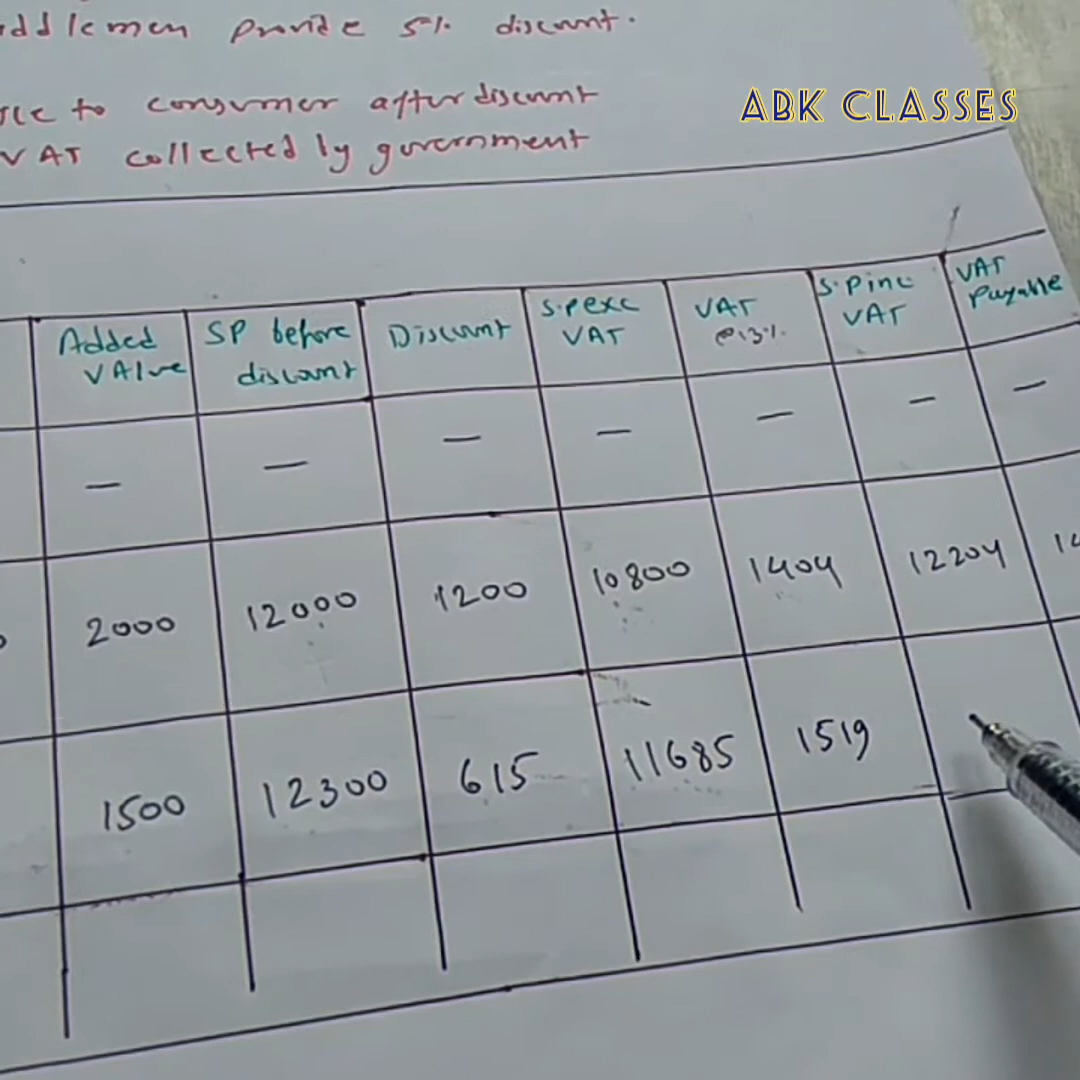 provide 5% discount.
to consumer after discount
ABK CLASSES
VAT collected by government
Added Value SP before discount Discount S.P exc VAT VAT @13% S.P inc VAT VAT Payable
— — — — — — —
2000 12000 1200 10800 1404 12204
1500 12300 615 11685 1519